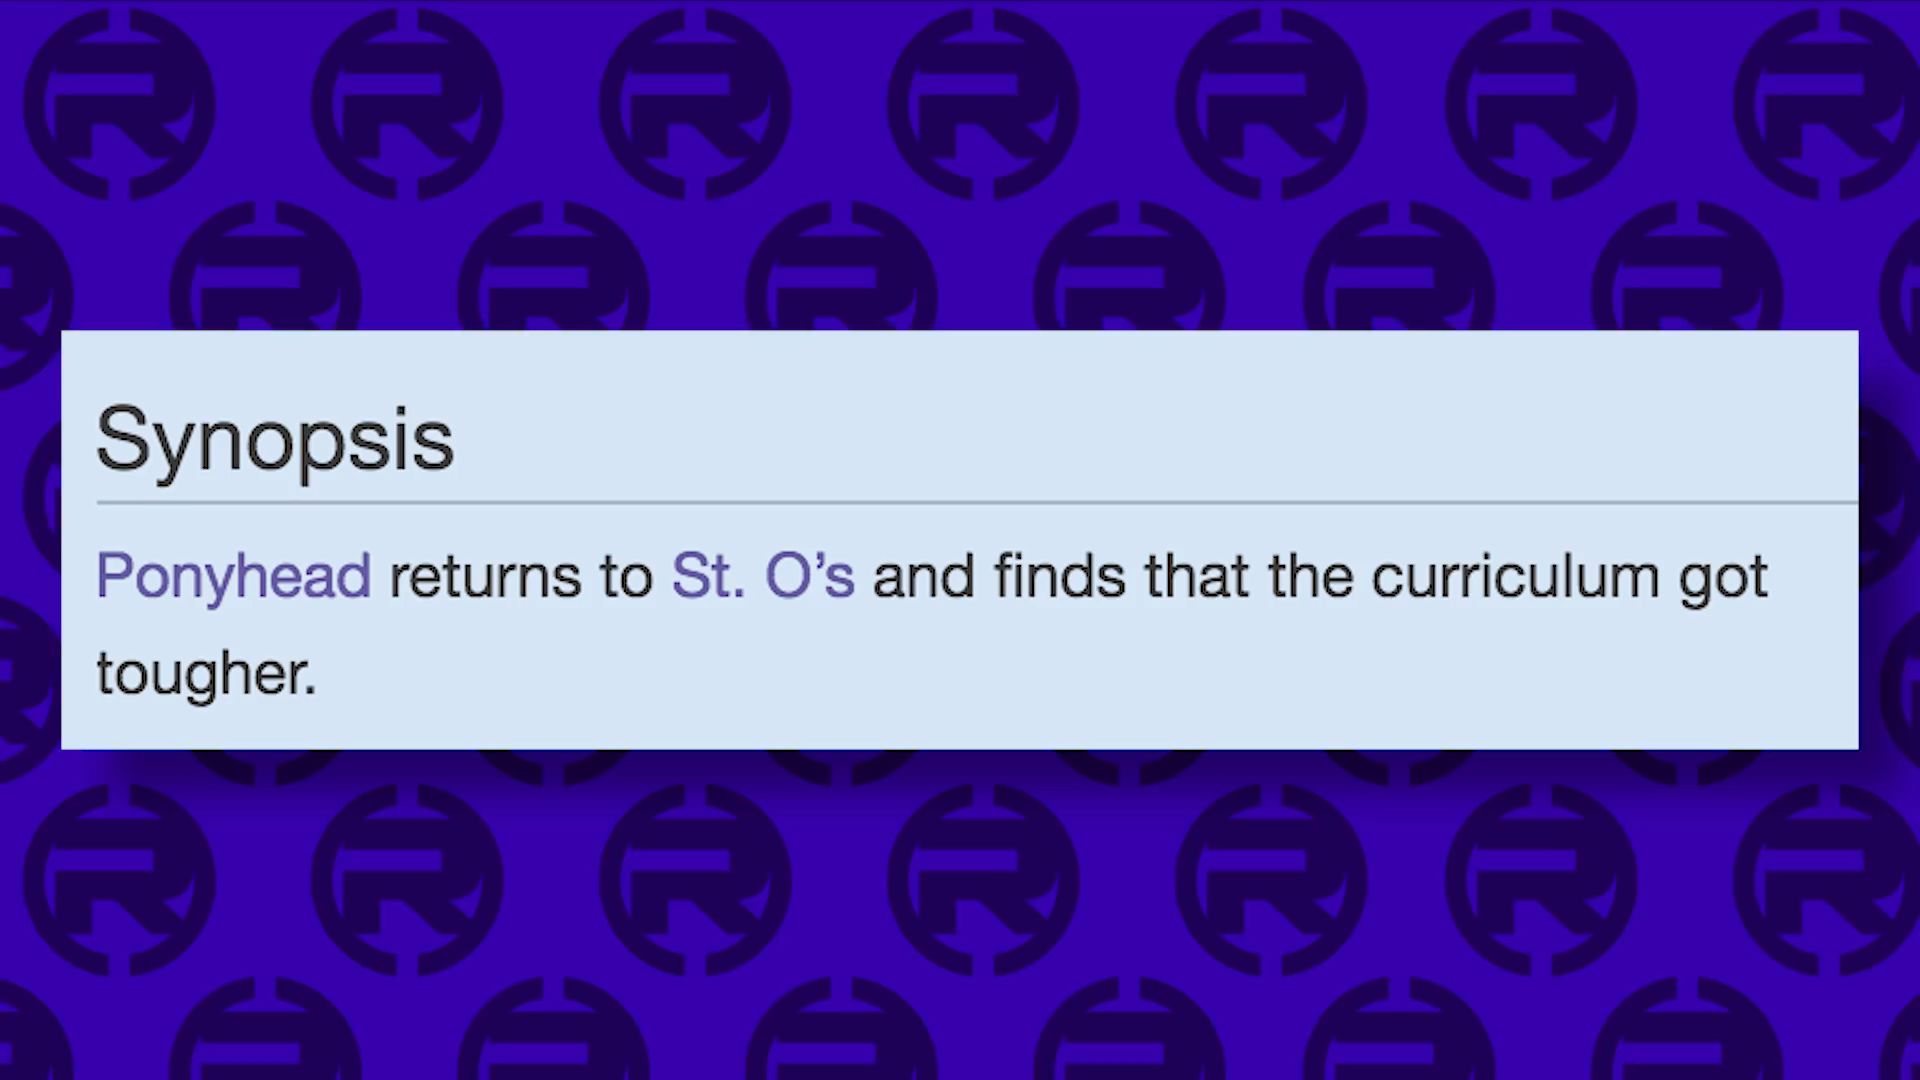 Synopsis
Ponyhead returns to St. O’s and finds that the curriculum got
tougher.